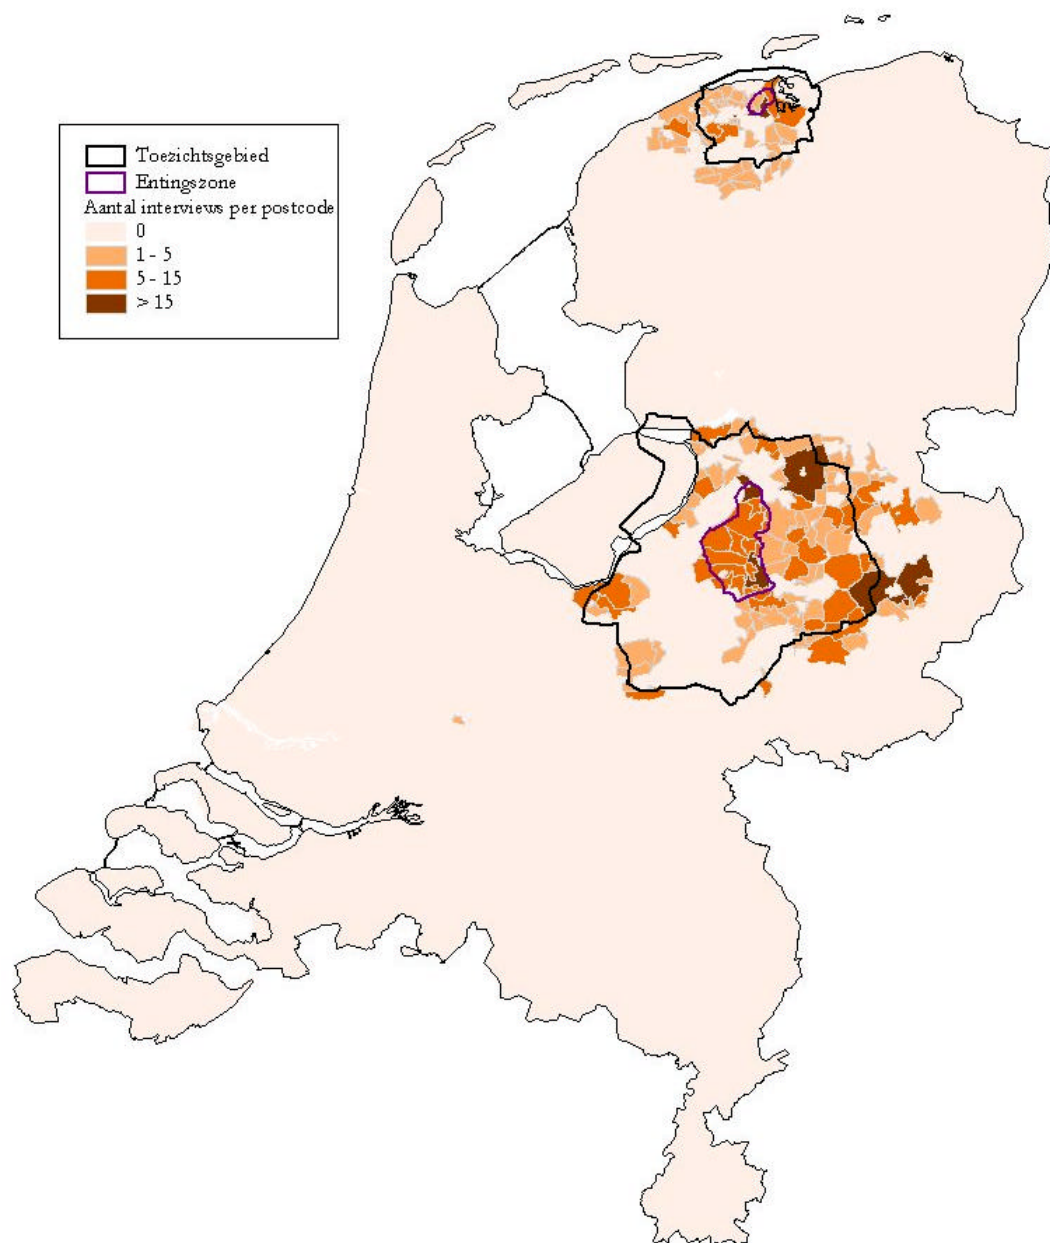 Toezichtsgebied
Entingszone
Aantal interviews per postcode
0
1 - 5
5 - 15
> 15